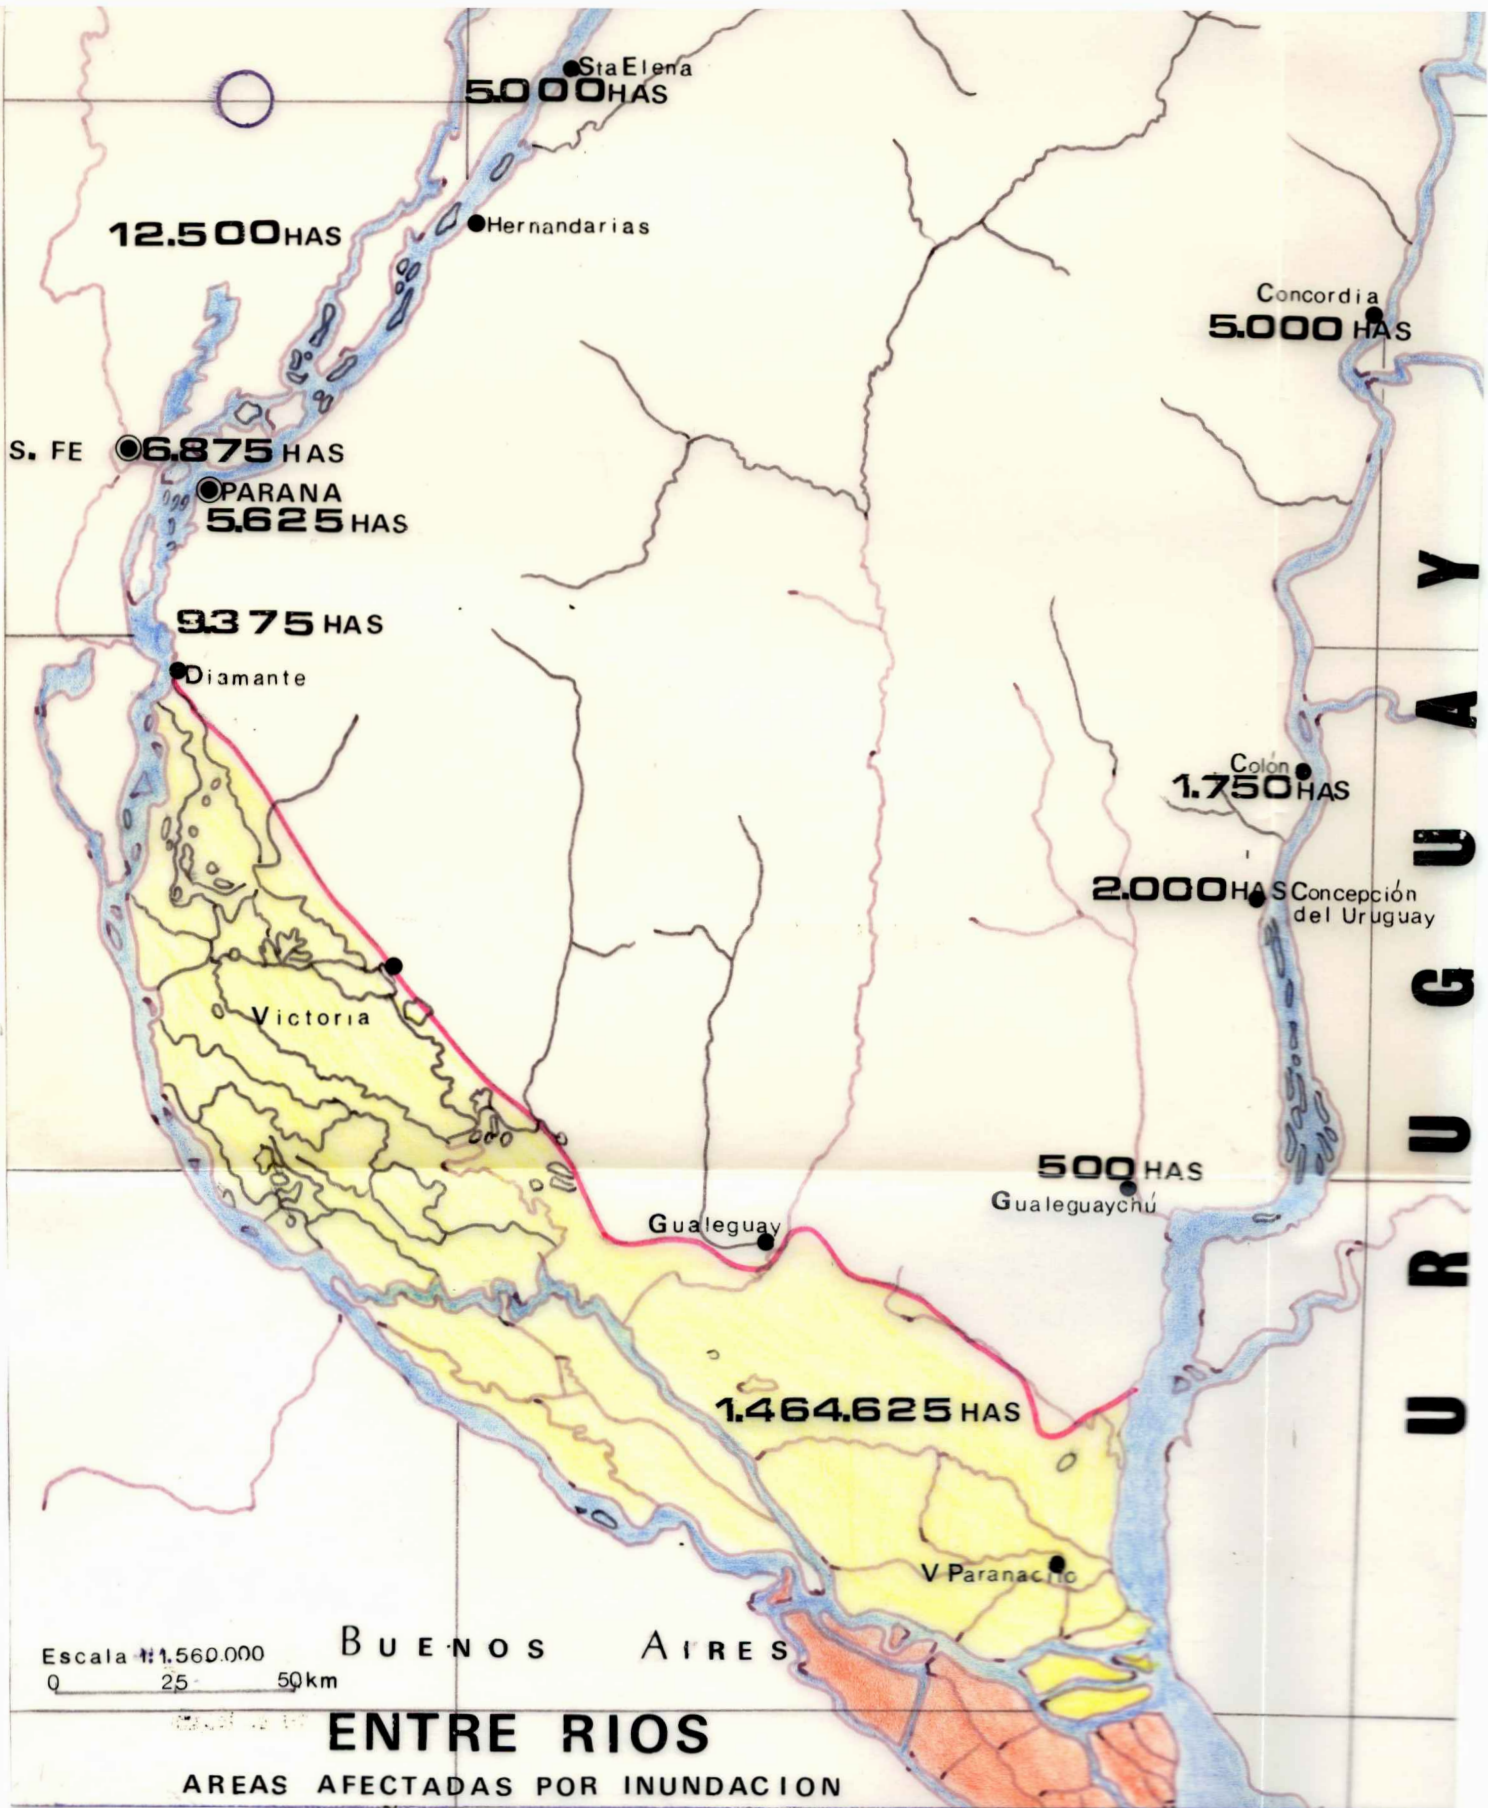 Sta Elena
5.000 HAS
12.500 HAS
Hernandarias
Concordia
5.000 HAS
S. FE
6.875 HAS
PARANA
5.625 HAS
9.375 HAS
Diamante
Colón
1.750 HAS
2.000 HAS
Concepción
del Uruguay
Victoria
500 HAS
Gualeguaychú
Gualeguay
1.464.625 HAS
V Paranacito
URUGUAY
BUENOS AIRES
Escala 1:1.560.000
0 25 50km
ENTRE RIOS
AREAS AFECTADAS POR INUNDACION